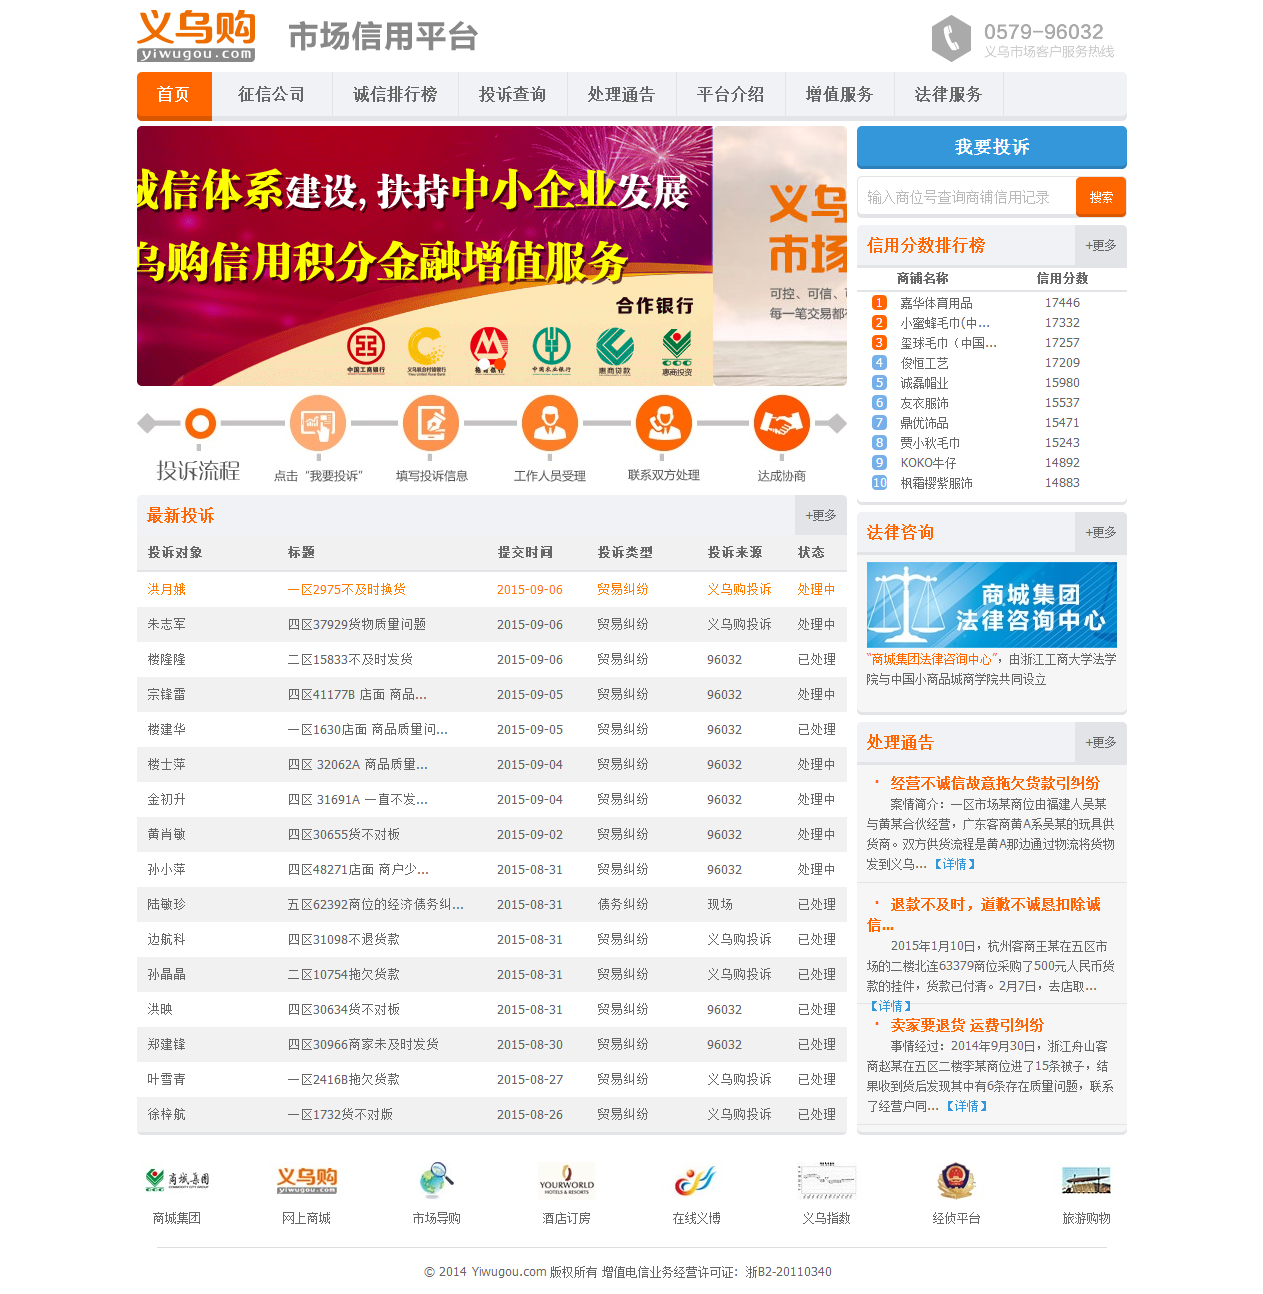 义乌购
yiwugou.com
市场信用平台
0579-96032
义乌市场客户服务热线
首页 征信公司 诚信排行榜 投诉查询 处理通告 平台介绍 增值服务 法律服务
诚信体系建设, 扶持中小企业发展
乌购信用积分金融增值服务
合作银行
中国工商银行 中国农业银行 惠商贷款 惠商投资
义乌
市场
可控、可信、
每一笔交易都
我要投诉
输入商位号查询商铺信用记录 搜索
信用分数排行榜 +更多
商铺名称 信用分数
1 嘉华体育用品 17446
2 小蜜蜂毛巾(中... 17332
3 玺球毛巾（中国... 17257
4 俊恒工艺 17209
5 诚磊帽业 15980
6 友衣服饰 15537
7 鼎优饰品 15471
8 贾小秋毛巾 15243
9 KOKO牛仔 14892
10 枫霜樱紫服饰 14883
投诉流程 点击“我要投诉” 填写投诉信息 工作人员受理 联系双方处理 达成协商
最新投诉 +更多
投诉对象 标题 提交时间 投诉类型 投诉来源 状态
洪月娥 一区2975不及时换货 2015-09-06 贸易纠纷 义乌购投诉 处理中
朱志军 四区37929货物质量问题 2015-09-06 贸易纠纷 义乌购投诉 处理中
楼隆隆 二区15833不及时发货 2015-09-06 贸易纠纷 96032 已处理
宗锋雷 四区41177B 店面 商品... 2015-09-05 贸易纠纷 96032 处理中
楼建华 一区1630店面 商品质量问... 2015-09-05 贸易纠纷 96032 已处理
楼士萍 四区 32062A 商品质量... 2015-09-04 贸易纠纷 96032 处理中
金初升 四区 31691A 一直不发... 2015-09-04 贸易纠纷 96032 处理中
黄肖敏 四区30655货不对板 2015-09-02 贸易纠纷 96032 处理中
孙小萍 四区48271店面 商户少... 2015-08-31 贸易纠纷 96032 处理中
陆敏珍 五区62392商位的经济债务纠... 2015-08-31 债务纠纷 现场 已处理
边航科 四区31098不退货款 2015-08-31 贸易纠纷 义乌购投诉 已处理
孙晶晶 二区10754拖欠货款 2015-08-31 贸易纠纷 义乌购投诉 已处理
洪映 四区30634货不对板 2015-08-31 贸易纠纷 96032 已处理
郑建锋 四区30966商家未及时发货 2015-08-30 贸易纠纷 96032 已处理
叶雪青 一区2416B拖欠货款 2015-08-27 贸易纠纷 义乌购投诉 已处理
徐梓航 一区1732货不对版 2015-08-26 贸易纠纷 义乌购投诉 已处理
法律咨询 +更多
商城集团
法律咨询中心
“商城集团法律咨询中心”，由浙江工商大学法学
院与中国小商品城商学院共同设立
处理通告 +更多
· 经营不诚信故意拖欠货款引纠纷
案情简介：一区市场某商位由福建人吴某
与黄某合伙经营，广东客商黄A系吴某的玩具供
货商。双方供货流程是黄A那边通过物流将货物
发到义乌... 【详情】
· 退款不及时，道歉不诚恳扣除诚
信...
2015年1月10日，杭州客商王某在五区市
场的二楼北连63379商位采购了500元人民币货
款的挂件，货款已付清。2月7日，去店取...
【详情】
· 卖家要退货 运费引纠纷
事情经过：2014年9月30日，浙江舟山客
商赵某在五区二楼李某商位进了15条被子，结
果收到货后发现其中有6条存在质量问题，联系
了经营户同... 【详情】
商城集团 义乌购 yiwugou.com YOURWORLD
HOTELS & RESORTS
商城集团 网上商城 市场导购 酒店订房 在线义博 义乌指数 经侦平台 旅游购物
© 2014 Yiwugou.com 版权所有 增值电信业务经营许可证：浙B2-20110340